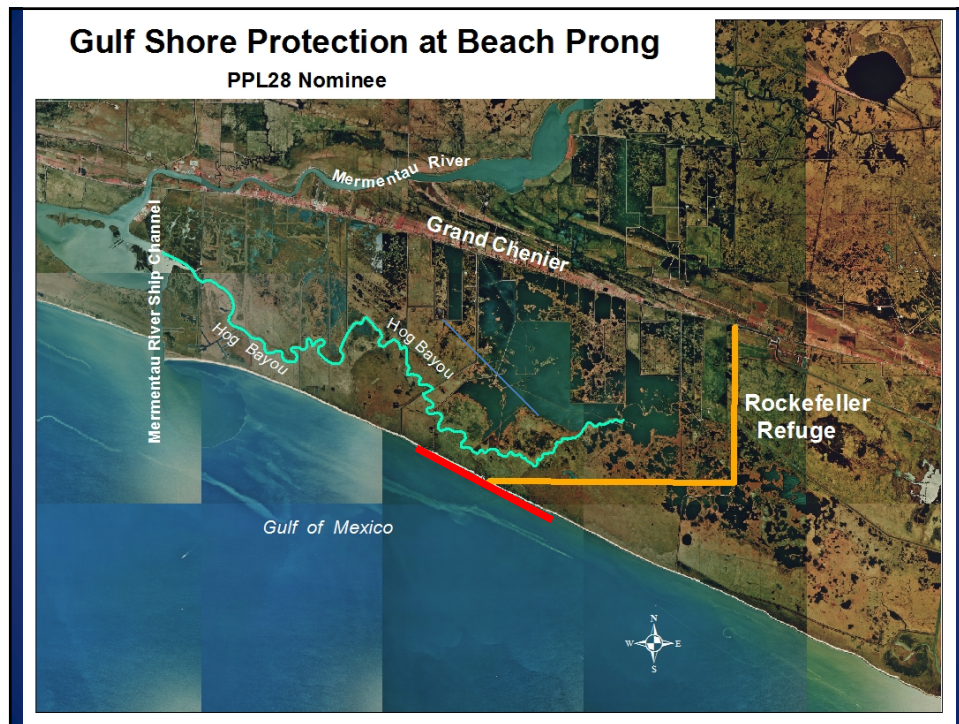 Gulf Shore Protection at Beach Prong
PPL28 Nominee
Mermentau River
Grand Chenier
Mermentau River Ship Channel
Hog Bayou
Hog Bayou
Rockefeller
Refuge
Gulf of Mexico
N
W E
S